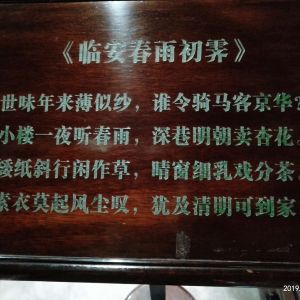 《临安春雨初霁》
世味年来薄似纱，谁令骑马客京华
小楼一夜听春雨，深巷明朝卖杏花。
纸斜行闲作草，晴窗细乳戏分茶
素衣莫起风尘叹，犹及清明可到家
2019